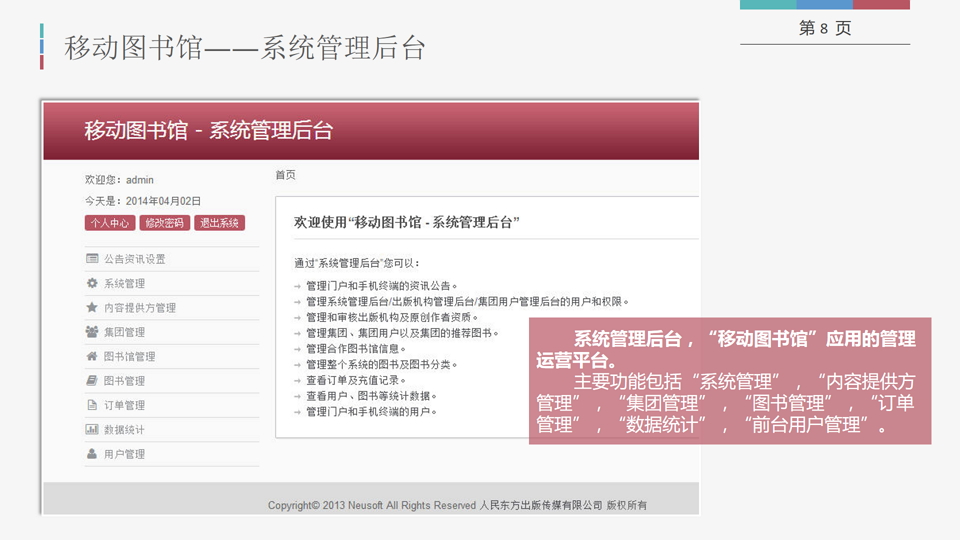 移动图书馆——系统管理后台
第 8 页
移动图书馆 - 系统管理后台
欢迎您：admin
今天是：2014年04月02日
个人中心 修改密码 退出系统
公告资讯设置
系统管理
内容提供方管理
集团管理
图书馆管理
图书管理
订单管理
数据统计
用户管理
首页
欢迎使用“移动图书馆 - 系统管理后台”
通过“系统管理后台”您可以：
管理门户和手机终端的资讯公告。
管理系统管理后台/出版机构管理后台/集团用户管理后台的用户和权限。
管理和审核出版机构及原创作者资质。
管理集团、集团用户以及集团的推荐图书。
管理合作图书馆信息。
管理整个系统的图书及图书分类。
查看订单及充值记录。
查看用户、图书等统计数据。
管理门户和手机终端的用户。
系统管理后台，“移动图书馆”应用的管理
运营平台。
主要功能包括“系统管理”，“内容提供方
管理”，“集团管理”，“图书管理”，“订单
管理”，“数据统计”，“前台用户管理”。
Copyright© 2013 Neusoft All Rights Reserved 人民东方出版传媒有限公司 版权所有